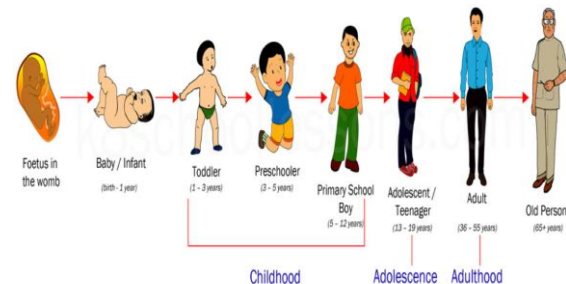 Foetus in
the womb
Baby / Infant
(birth - 1 year)
Toddler
(1 – 3 years)
Preschooler
(3 – 5 years)
Primary School
Boy
(5 – 12 years)
Adolescent /
Teenager
(13 – 19 years)
Adult
(36 – 55 years)
Old Person
(65+ years)
Childhood
Adolescence
Adulthood